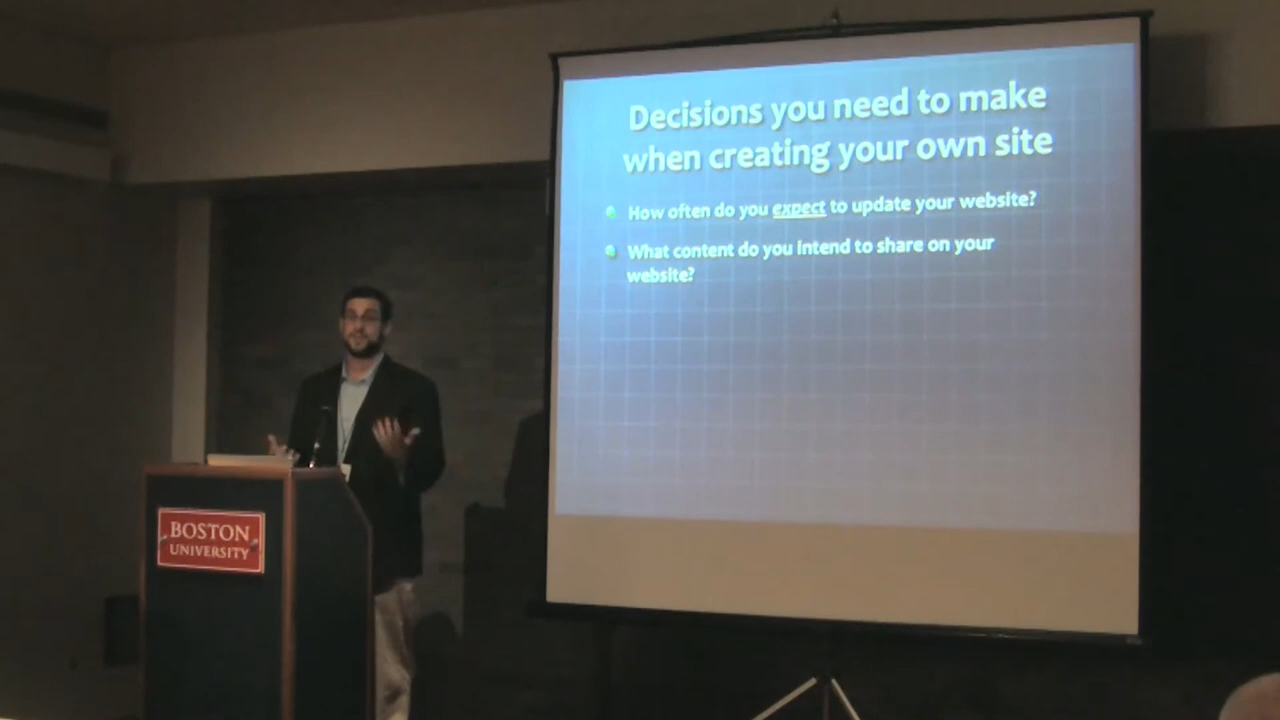 Decisions you need to make
when creating your own site
How often do you expect to update your website?
What content do you intend to share on your
website?
BOSTON
UNIVERSITY